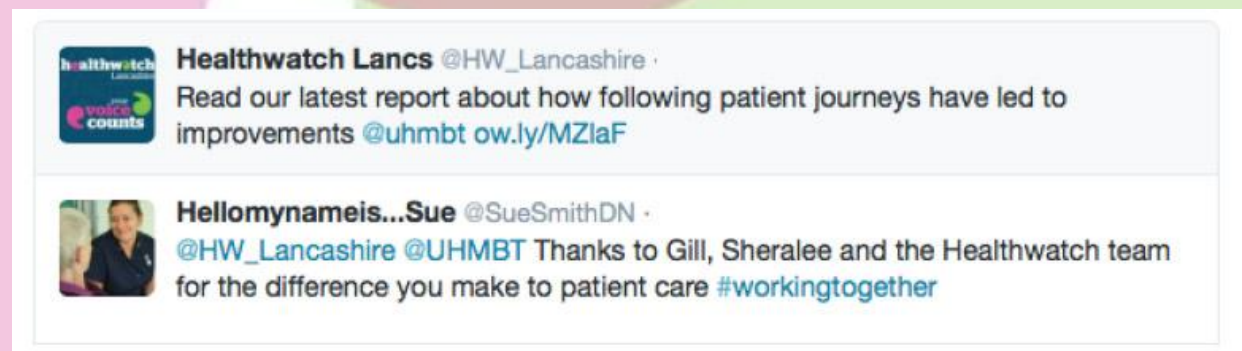 healthwatch
Lancashire
your
voice
counts
Healthwatch Lancs @HW_Lancashire ·
Read our latest report about how following patient journeys have led to
improvements @uhmbt ow.ly/MZlaF
Hellomynameis...Sue @SueSmithDN ·
@HW_Lancashire @UHMBT Thanks to Gill, Sheralee and the Healthwatch team
for the difference you make to patient care #workingtogether